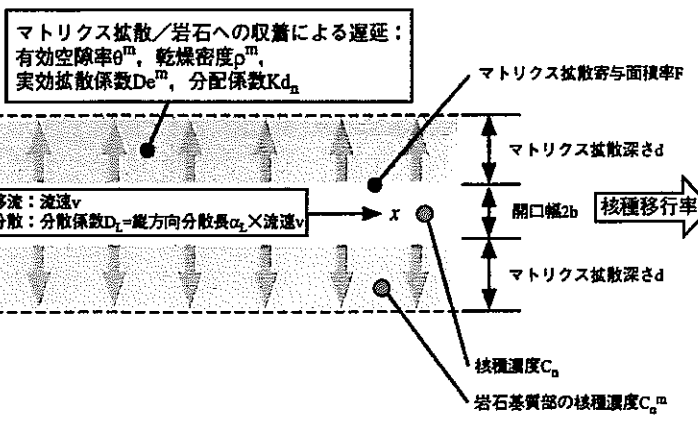 マトリクス拡散／岩石への収着による遅延：
有効空隙率θᵐ，乾燥密度ρᵐ，
実効拡散係数Deᵐ，分配係数Kdₙ
マトリクス拡散寄与面積率F
マトリクス拡散深さd
移流：流速v
分散：分散係数D_L=縦方向分散長α_L×流速v
x
開口幅2b
核種移行率
マトリクス拡散深さd
核種濃度Cₙ
岩石基質部の核種濃度Cₙᵐ